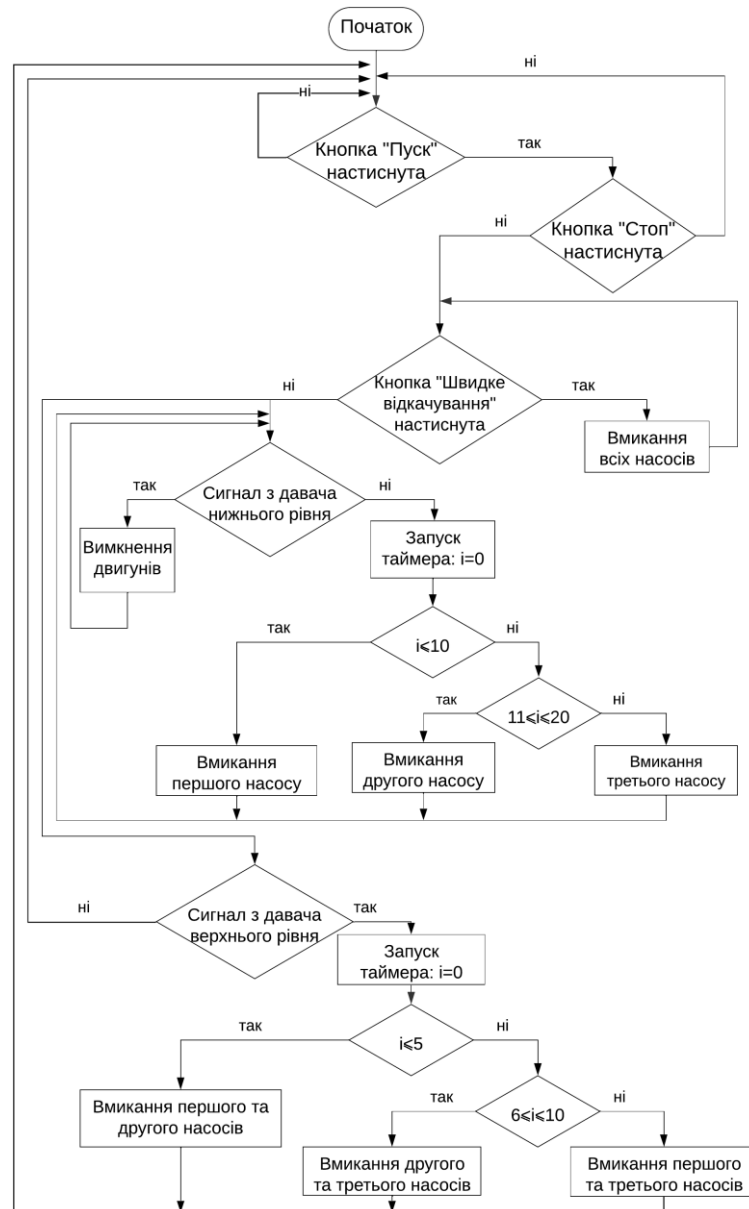 Початок
ні
ні
Кнопка "Пуск"
настиснута
так
ні
Кнопка "Стоп"
настиснута
ні
Кнопка "Швидке
відкачування"
настиснута
так
Вмикання
всіх насосів
так
Сигнал з давача
нижнього рівня
ні
Вимкнення
двигунів
Запуск
таймера: і=0
так
i⩽10
ні
так
11⩽i⩽20
ні
Вмикання
першого насосу
Вмикання
другого насосу
Вмикання
третього насосу
ні
Сигнал з давача
верхнього рівня
так
Запуск
таймера: і=0
так
i⩽5
ні
так
6⩽i⩽10
ні
Вмикання першого та
другого насосів
Вмикання другого
та третього насосів
Вмикання першого
та третього насосів